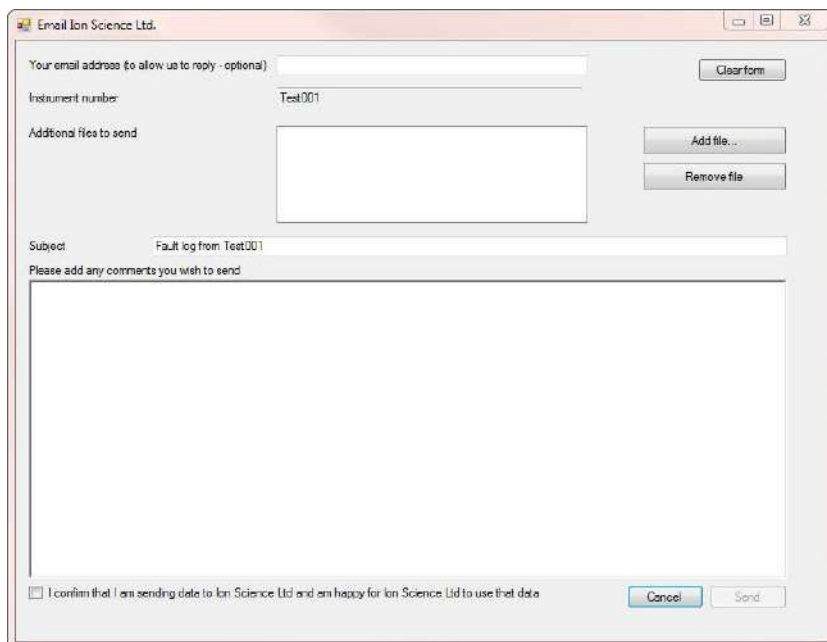 Email Ion Science Ltd.
Your email address (to allow us to reply - optional)
Clear form
Instrument number
Test001
Additional files to send
Add file...
Remove file
Subject
Fault log from Test001
Please add any comments you wish to send
I confirm that I am sending data to Ion Science Ltd and am happy for Ion Science Ltd to use that data
Cancel
Send